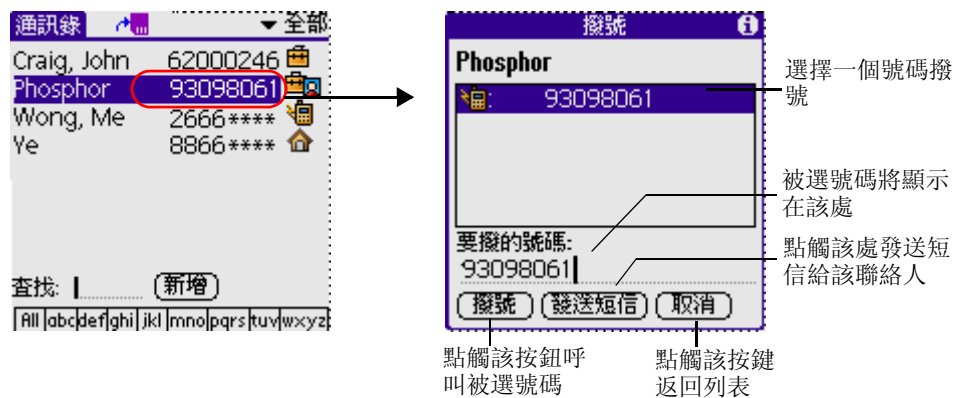 通訊錄 全部
Craig, John 62000246
Phosphor 93098061
Wong, Me 2666****
Ye 8866****
查找: 新增
All abc def ghi jkl mno pqrs tuv wxyz
撥號
Phosphor
: 93098061
要撥的號碼:
93098061
撥號 發送短信 取消
選擇一個號碼撥
號
被選號碼將顯示
在該處
點觸該處發送短
信給該聯絡人
點觸該按鈕呼
叫被選號碼
點觸該按鍵
返回列表